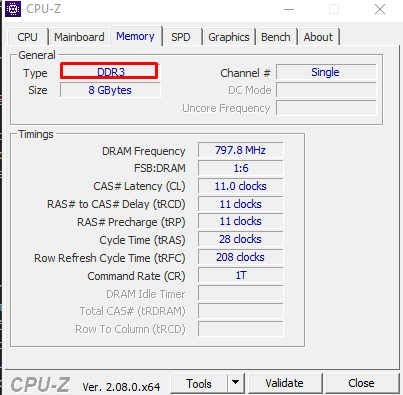 CPU-Z
CPU Mainboard Memory SPD Graphics Bench About
General
Type DDR3 Channel # Single
Size 8 GBytes DC Mode
Uncore Frequency
Timings
DRAM Frequency 797.8 MHz
FSB:DRAM 1:6
CAS# Latency (CL) 11.0 clocks
RAS# to CAS# Delay (tRCD) 11 clocks
RAS# Precharge (tRP) 11 clocks
Cycle Time (tRAS) 28 clocks
Row Refresh Cycle Time (tRFC) 208 clocks
Command Rate (CR) 1T
DRAM Idle Timer
Total CAS# (tRDRAM)
Row To Column (tRCD)
CPU-Z Ver. 2.08.0.x64 Tools Validate Close